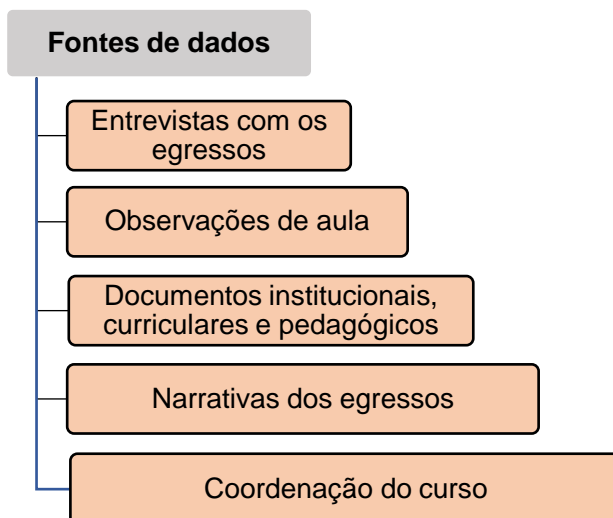 Fontes de dados
Entrevistas com os
egressos
Observações de aula
Documentos institucionais,
curriculares e pedagógicos
Narrativas dos egressos
Coordenação do curso